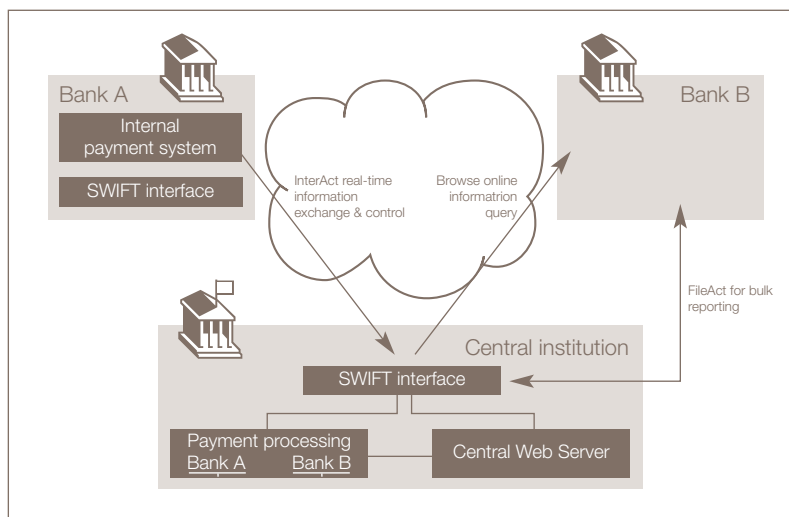 Bank A
Internal
payment system
SWIFT interface
Bank B
InterAct real-time
information
exchange & control
Browse online
informatrion
query
FileAct for bulk
reporting
Central institution
SWIFT interface
Payment processing
Bank A Bank B
Central Web Server